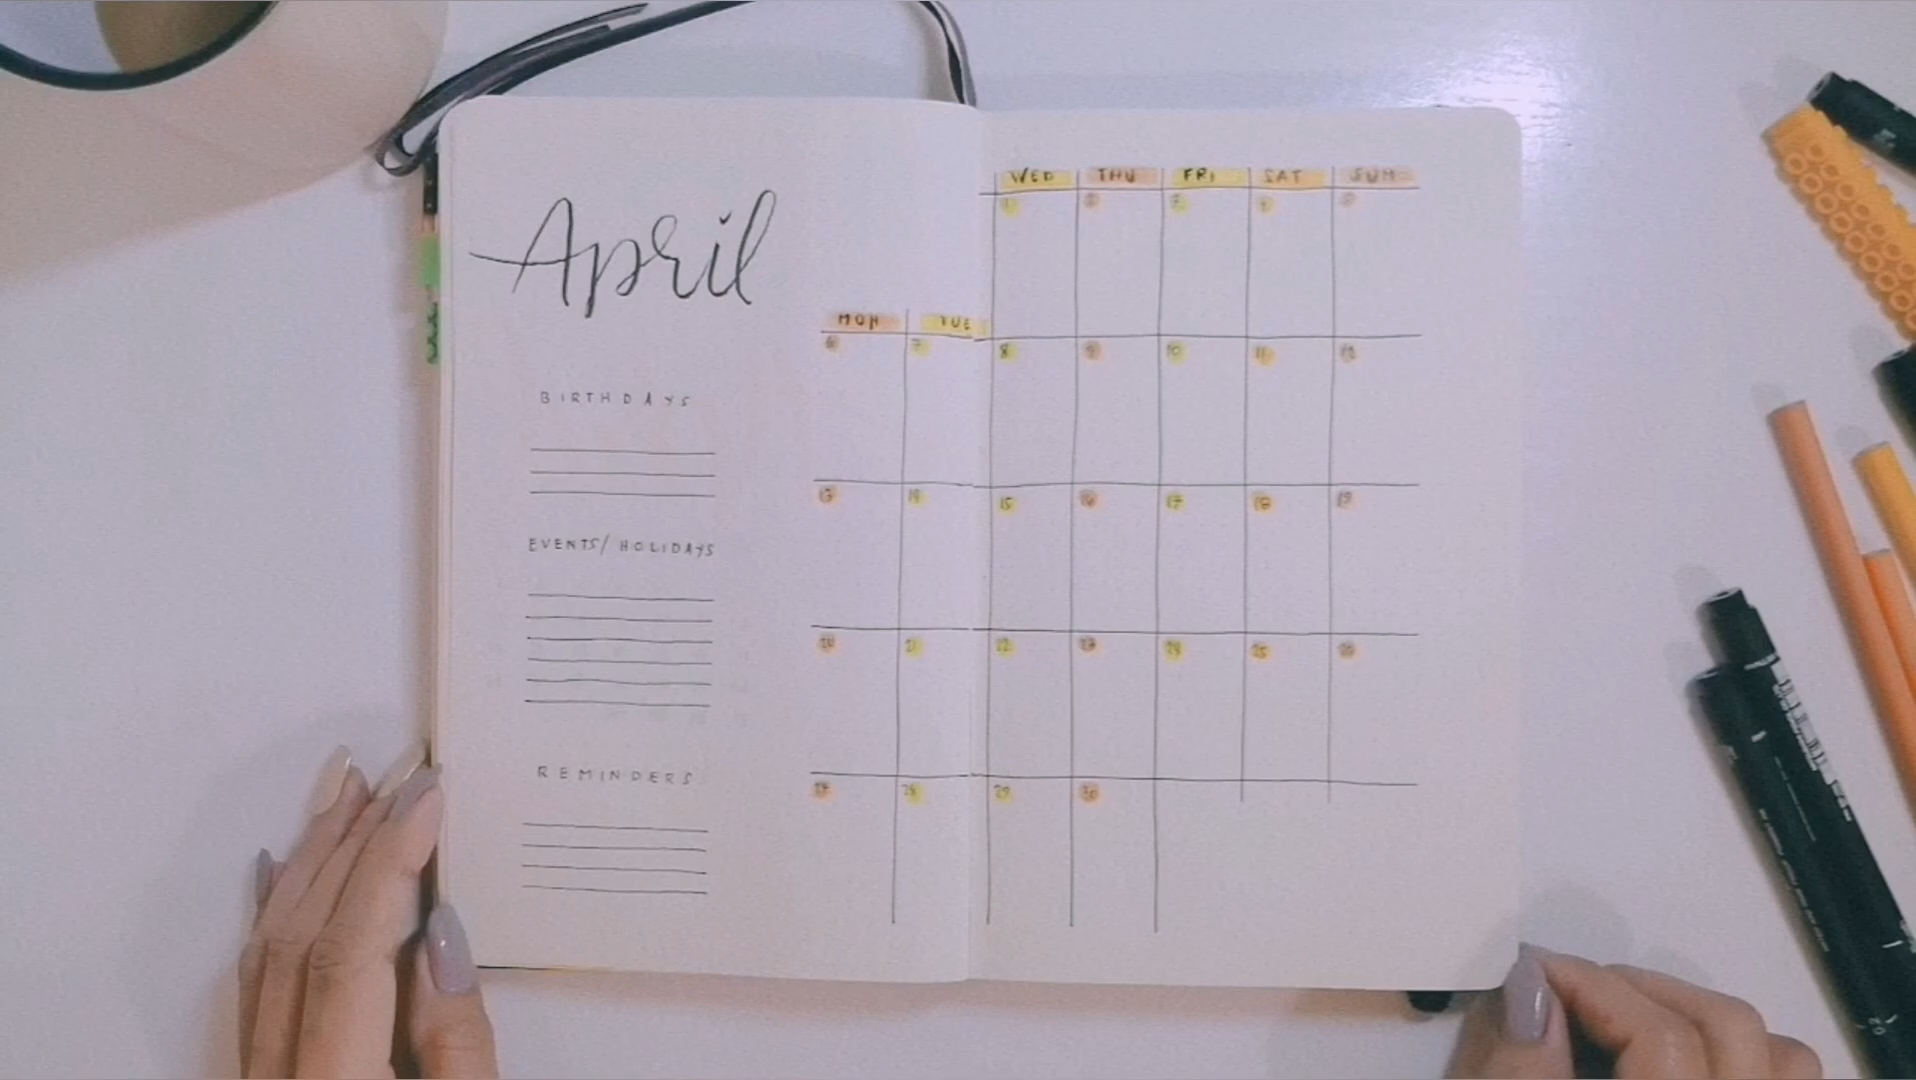 April
BIRTHDAYS
EVENTS/HOLIDAYS
REMINDERS
WED THU FRI SAT SUN
1 2 3 4 5
MON TUE
6 7 8 9 10 11 12
13 14 15 16 17 18 19
20 21 22 23 24 25 26
27 28 29 30
02